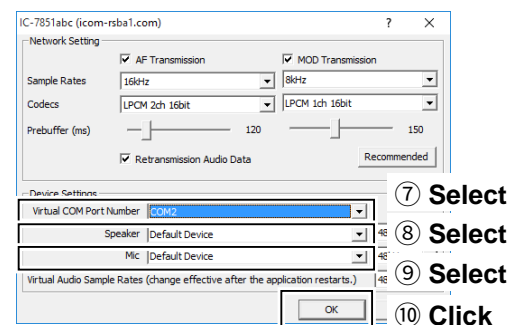 IC-7851abc (icom-rsba1.com) ? ×
Network Setting
AF Transmission MOD Transmission
Sample Rates 16kHz 8kHz
Codecs LPCM 2ch 16bit LPCM 1ch 16bit
Prebuffer (ms) 120 150
Retransmission Audio Data Recommended
Device Settings
⑦ Select
Virtual COM Port Number COM2
Speaker Default Device 48
⑧ Select
Mic Default Device 48
⑨ Select
Virtual Audio Sample Rates (change effective after the application restarts.) 48
OK
⑩ Click